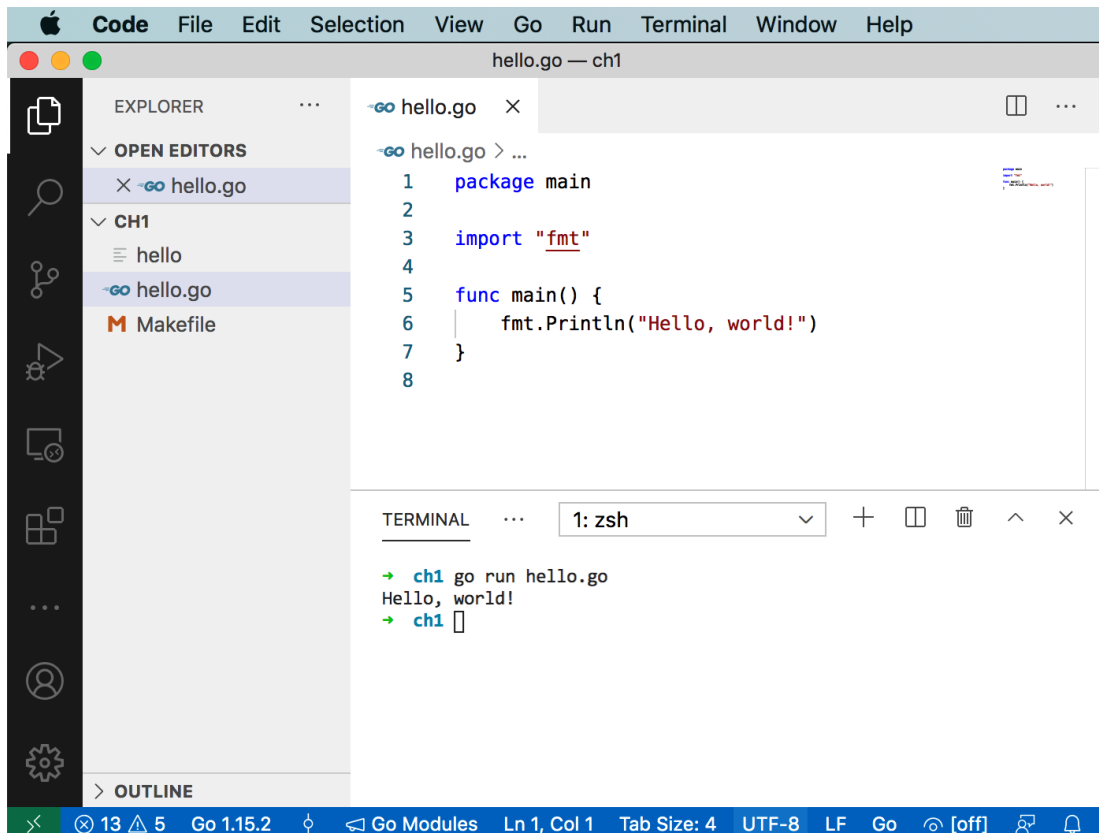 Code File Edit Selection View Go Run Terminal Window Help
hello.go — ch1
EXPLORER ...
OPEN EDITORS
GO hello.go
CH1
hello
GO hello.go
M Makefile
OUTLINE
GO hello.go
GO hello.go > ...
1 package main
2
3 import "fmt"
4
5 func main() {
6 fmt.Println("Hello, world!")
7 }
8
TERMINAL ... 1: zsh
→ ch1 go run hello.go
Hello, world!
→ ch1
13 5 Go 1.15.2 Go Modules Ln 1, Col 1 Tab Size: 4 UTF-8 LF Go [off]